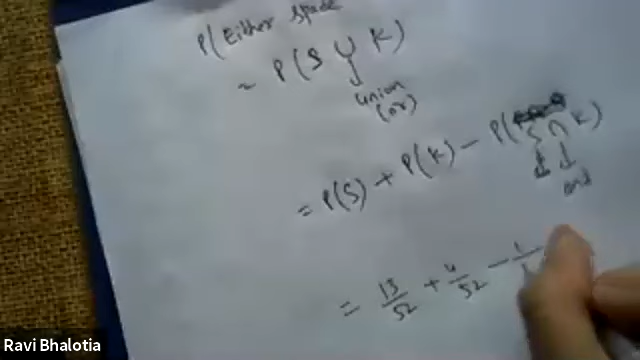 P(Either Spade
= P(S ∪ K)
↓
union
(or)
= P(S) + P(K) - P(S ∩ K)
↓ ↓
and
= 13/52 + 4/52 - 1/
Ravi Bhalotia